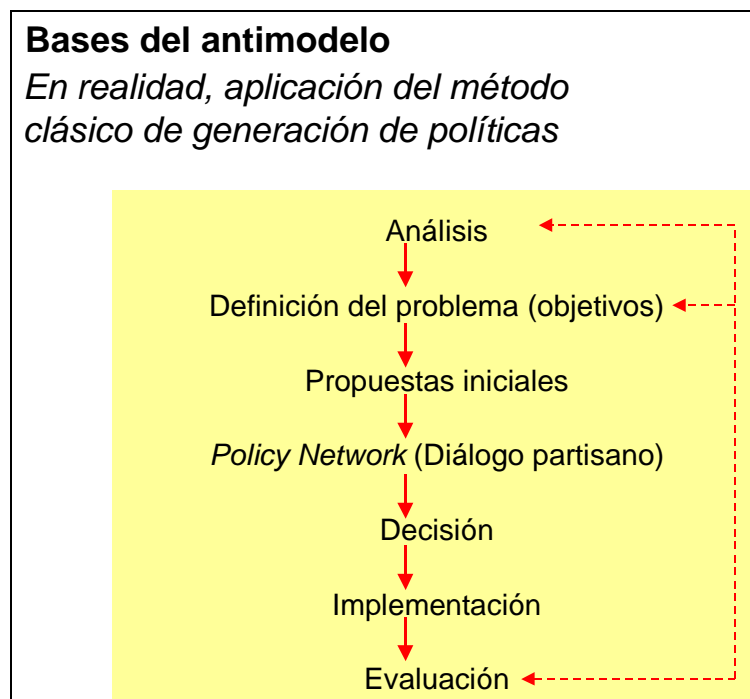 Bases del antimodelo
En realidad, aplicación del método
clásico de generación de políticas
Análisis
Definición del problema (objetivos)
Propuestas iniciales
Policy Network (Diálogo partisano)
Decisión
Implementación
Evaluación